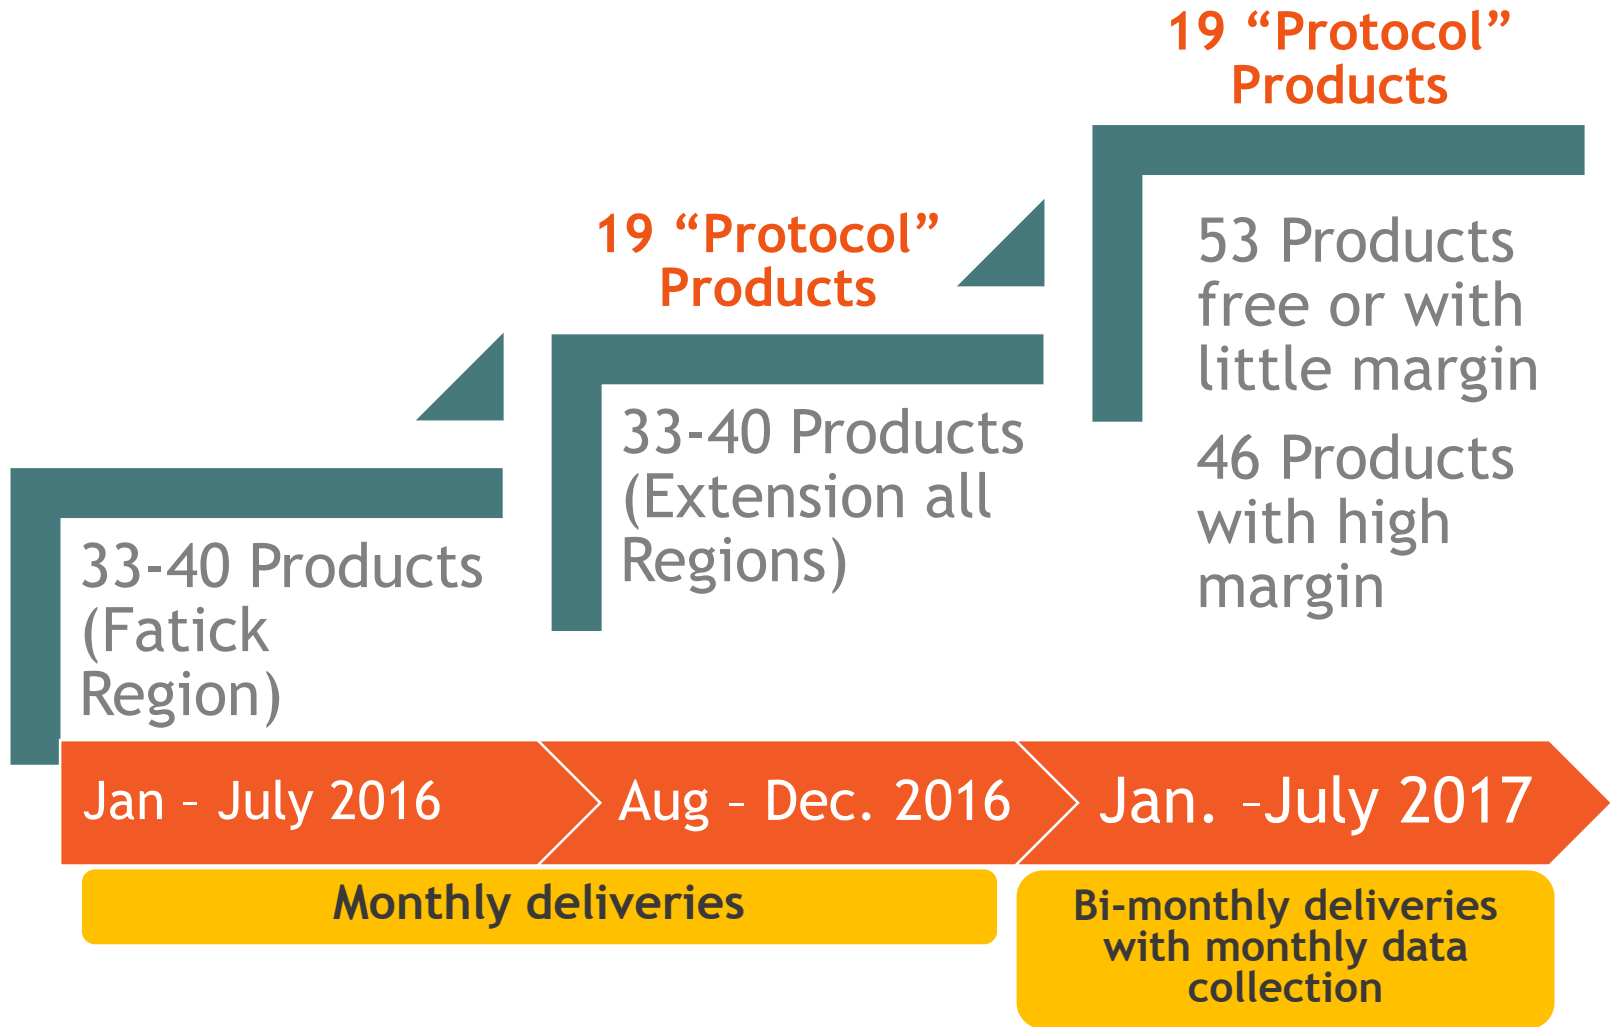 19 “Protocol”
Products
53 Products
free or with
little margin
46 Products
with high
margin
19 “Protocol”
Products
33-40 Products
(Extension all
Regions)
33-40 Products
(Fatick
Region)
Jan – July 2016
Aug – Dec. 2016
Jan. –July 2017
Monthly deliveries
Bi-monthly deliveries
with monthly data
collection